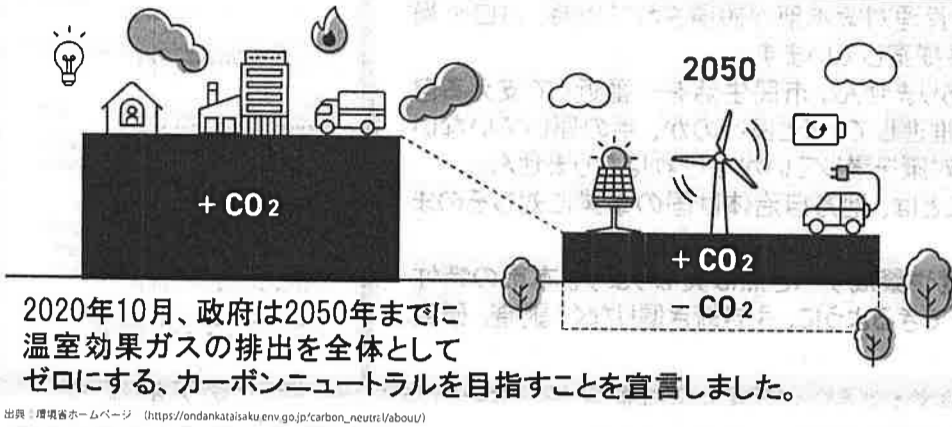 2050
+ CO2
+ CO2
− CO2
2020年10月、政府は2050年までに
温室効果ガスの排出を全体として
ゼロにする、カーボンニュートラルを目指すことを宣言しました。
出典：環境省ホームページ （https://ondankataisaku.env.go.jp/carbon_neutral/about/）